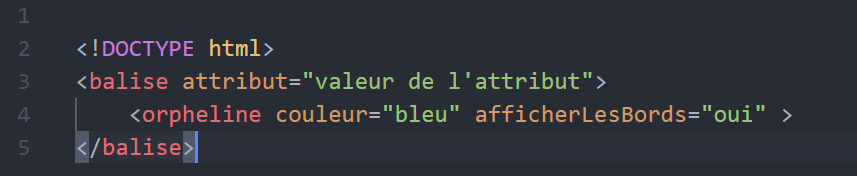 1
2 <!DOCTYPE html>
3 <balise attribut="valeur de l'attribut">
4 <orpheline couleur="bleu" afficherLesBords="oui" >
5 </balise>